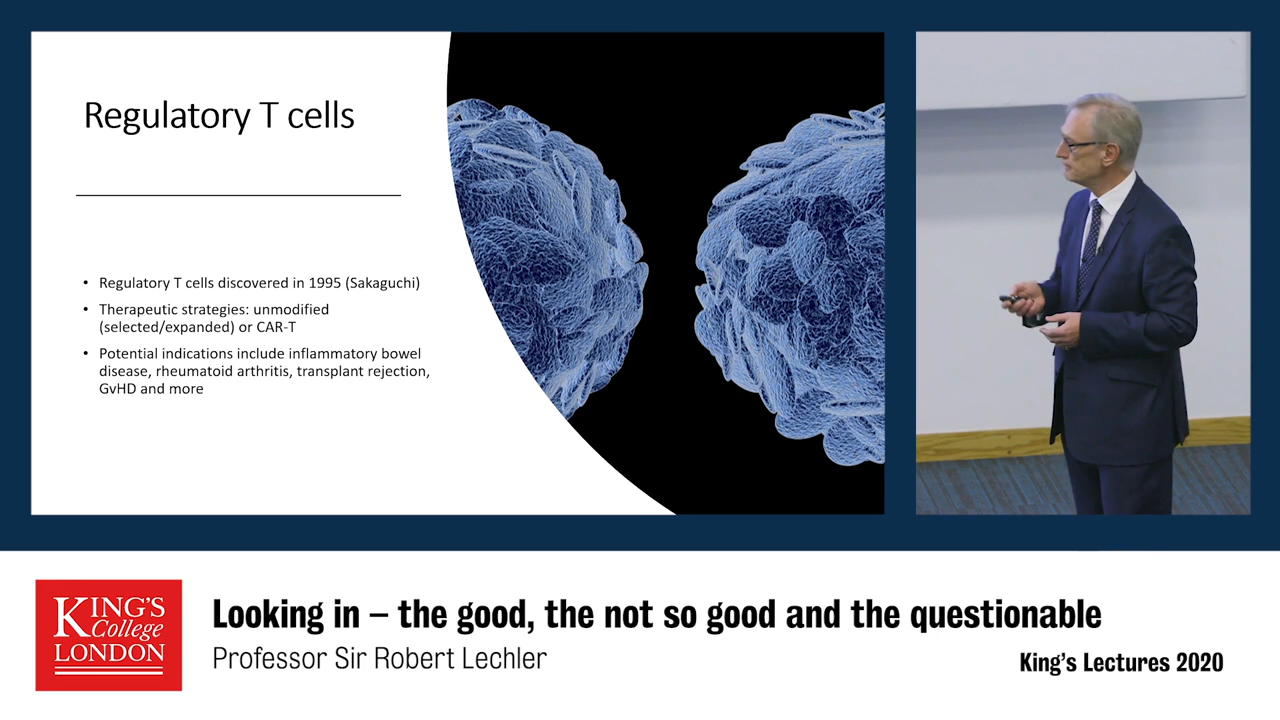 Regulatory T cells
• Regulatory T cells discovered in 1995 (Sakaguchi)
• Therapeutic strategies: unmodified
(selected/expanded) or CAR-T
• Potential indications include inflammatory bowel
disease, rheumatoid arthritis, transplant rejection,
GvHD and more
KING'S
College
LONDON
Looking in – the good, the not so good and the questionable
Professor Sir Robert Lechler
King's Lectures 2020